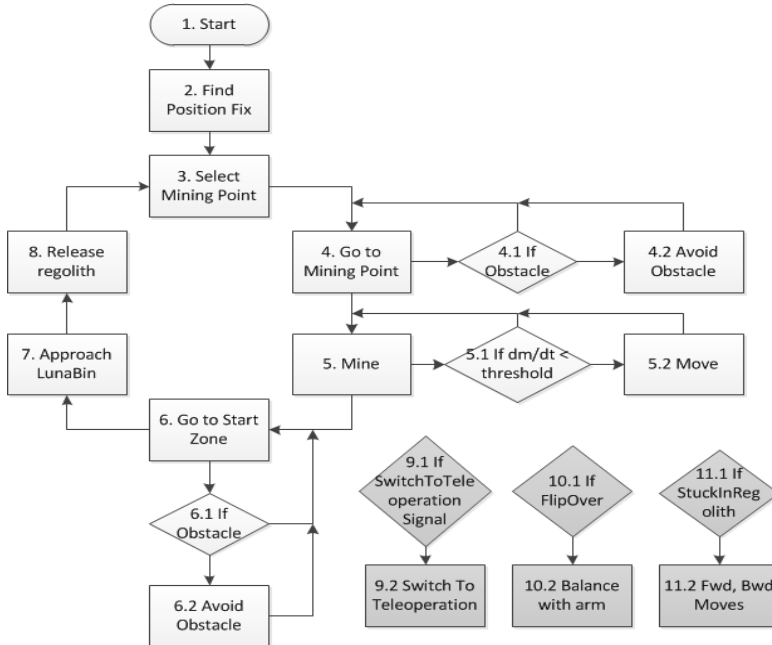 1. Start
2. Find
Position Fix
3. Select
Mining Point
8. Release
regolith
4. Go to
Mining Point
4.1 If
Obstacle
4.2 Avoid
Obstacle
7. Approach
LunaBin
5. Mine
5.1 If dm/dt <
threshold
5.2 Move
6. Go to Start
Zone
6.1 If
Obstacle
6.2 Avoid
Obstacle
9.1 If
SwitchToTele
operation
Signal
9.2 Switch To
Teleoperation
10.1 If
FlipOver
10.2 Balance
with arm
11.1 If
StuckInReg
olith
11.2 Fwd, Bwd
Moves